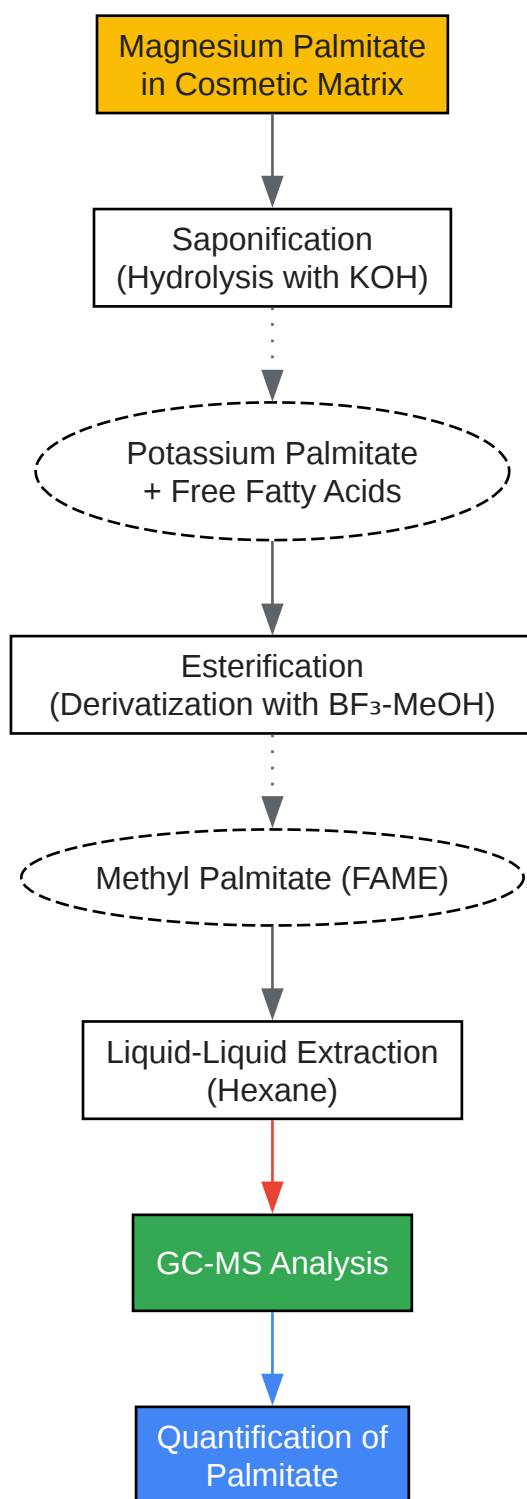 Magnesium Palmitate
in Cosmetic Matrix
Saponification
(Hydrolysis with KOH)
Potassium Palmitate
+ Free Fatty Acids
Esterification
(Derivatization with BF₃-MeOH)
Methyl Palmitate (FAME)
Liquid-Liquid Extraction
(Hexane)
GC-MS Analysis
Quantification of
Palmitate